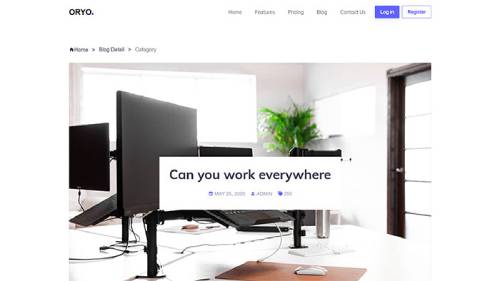 ORYO.
Home Features Pricing Blog Contact Us Log in Register
Home > Blog Detail > Category
Can you work everywhere
MAY 25, 2020 ADMIN 250